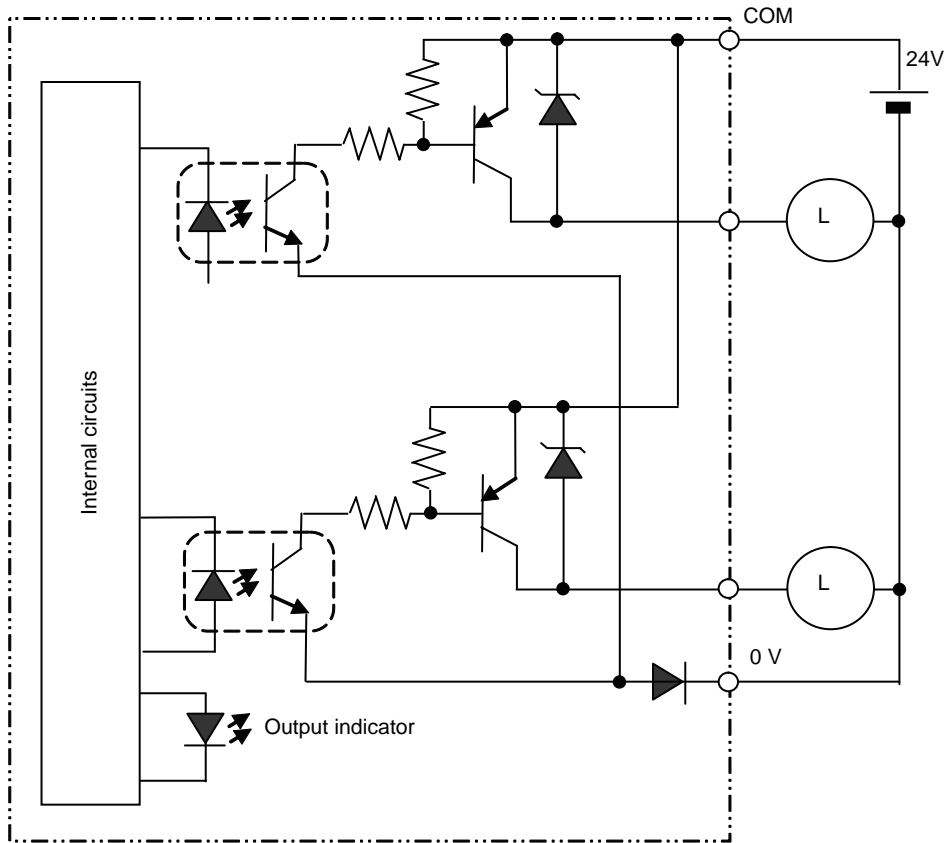 COM
24V
L
Internal circuits
L
0 V
Output indicator